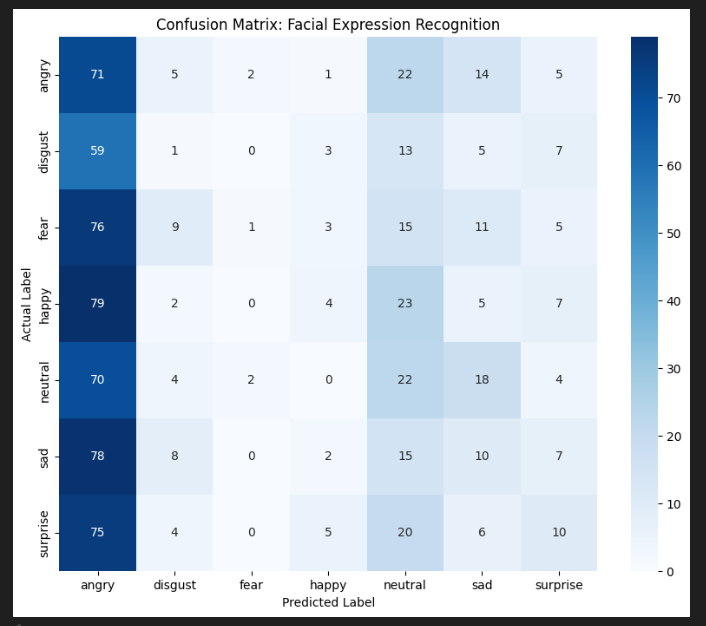 Confusion Matrix: Facial Expression Recognition
angry 71 5 2 1 22 14 5
disgust 59 1 0 3 13 5 7
fear 76 9 1 3 15 11 5
happy 79 2 0 4 23 5 7
neutral 70 4 2 0 22 18 4
sad 78 8 0 2 15 10 7
surprise 75 4 0 5 20 6 10
angry disgust fear happy neutral sad surprise
Predicted Label
Actual Label
70
60
50
40
30
20
10
0